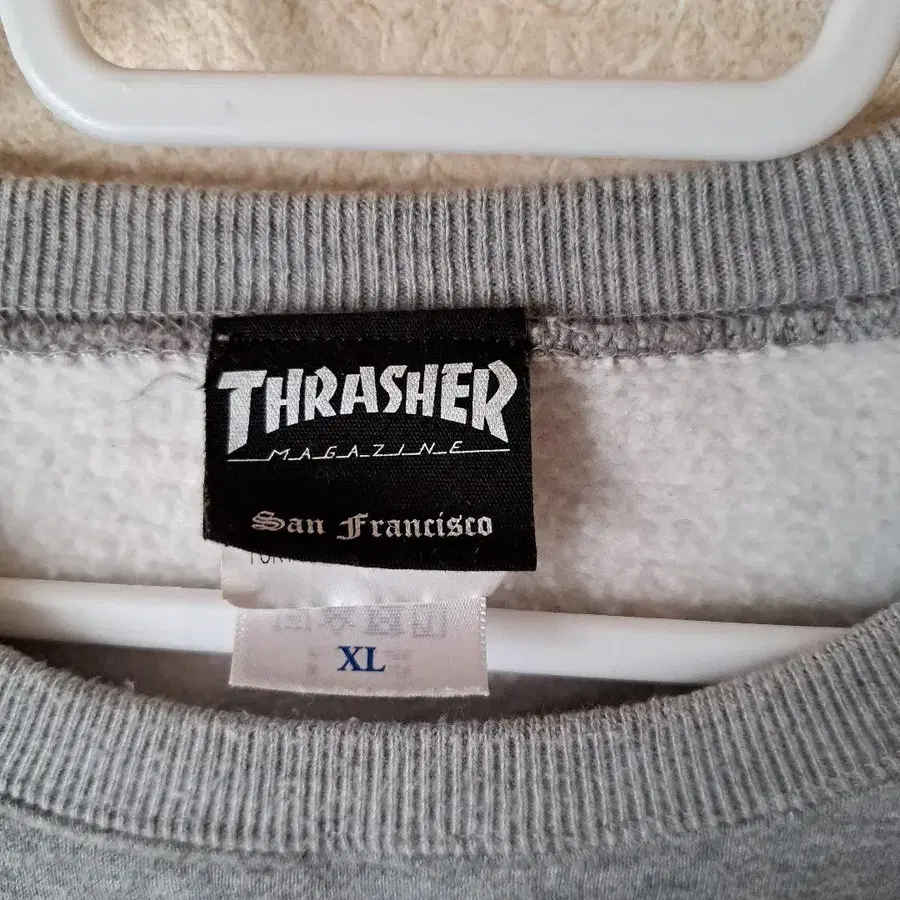 THRASHER
MAGAZINE
San Francisco
XL